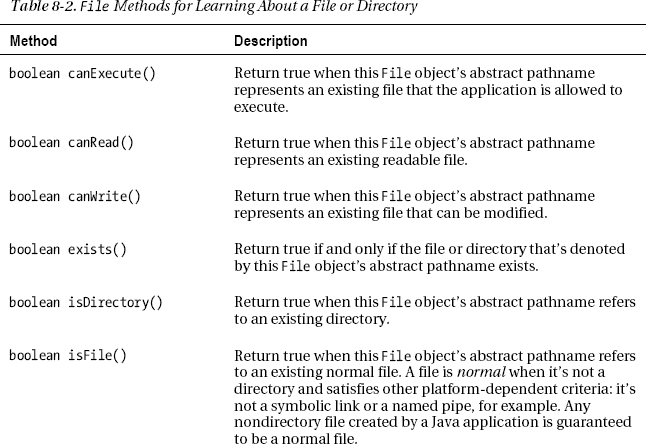 Table 8-2. File Methods for Learning About a File or Directory
Method Description
boolean canExecute() Return true when this File object's abstract pathname
represents an existing file that the application is allowed to
execute.
boolean canRead() Return true when this File object's abstract pathname
represents an existing readable file.
boolean canWrite() Return true when this File object's abstract pathname
represents an existing file that can be modified.
boolean exists() Return true if and only if the file or directory that's denoted
by this File object's abstract pathname exists.
boolean isDirectory() Return true when this File object's abstract pathname refers
to an existing directory.
boolean isFile() Return true when this File object's abstract pathname refers
to an existing normal file. A file is normal when it's not a
directory and satisfies other platform-dependent criteria: it's
not a symbolic link or a named pipe, for example. Any
nondirectory file created by a Java application is guaranteed
to be a normal file.